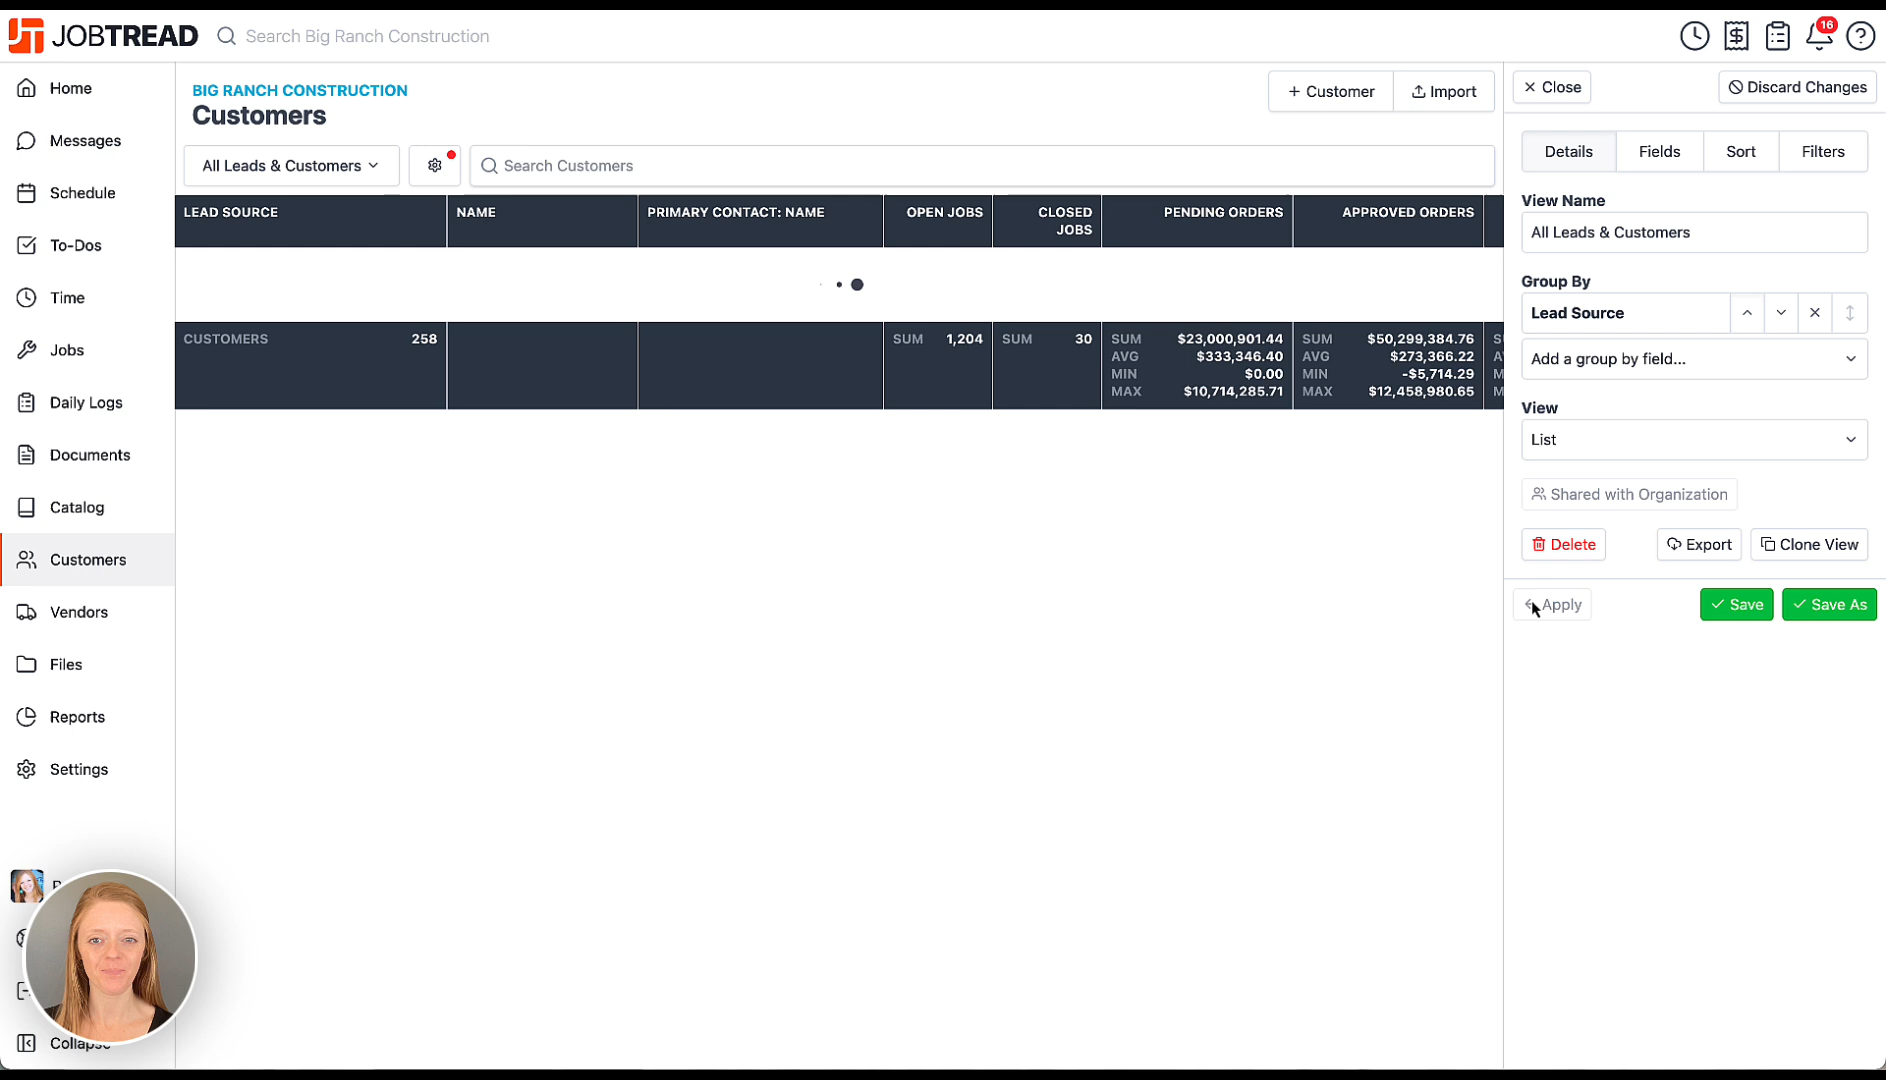 JOBTREAD
Search Big Ranch Construction
16
Home
Messages
Schedule
To-Dos
Time
Jobs
Daily Logs
Documents
Catalog
Customers
Vendors
Files
Reports
Settings
Collapse
BIG RANCH CONSTRUCTION
Customers
+ Customer
Import
All Leads & Customers
Search Customers
LEAD SOURCE
NAME
PRIMARY CONTACT: NAME
OPEN JOBS
CLOSED JOBS
PENDING ORDERS
APPROVED ORDERS
CUSTOMERS 258
SUM 1,204
SUM 30
SUM $23,000,901.44
AVG $333,346.40
MIN $0.00
MAX $10,714,285.71
SUM $50,299,384.76
AVG $273,366.22
MIN -$5,714.29
MAX $12,458,980.65
Close
Discard Changes
Details
Fields
Sort
Filters
View Name
All Leads & Customers
Group By
Lead Source
Add a group by field...
View
List
Shared with Organization
Delete
Export
Clone View
Apply
Save
Save As